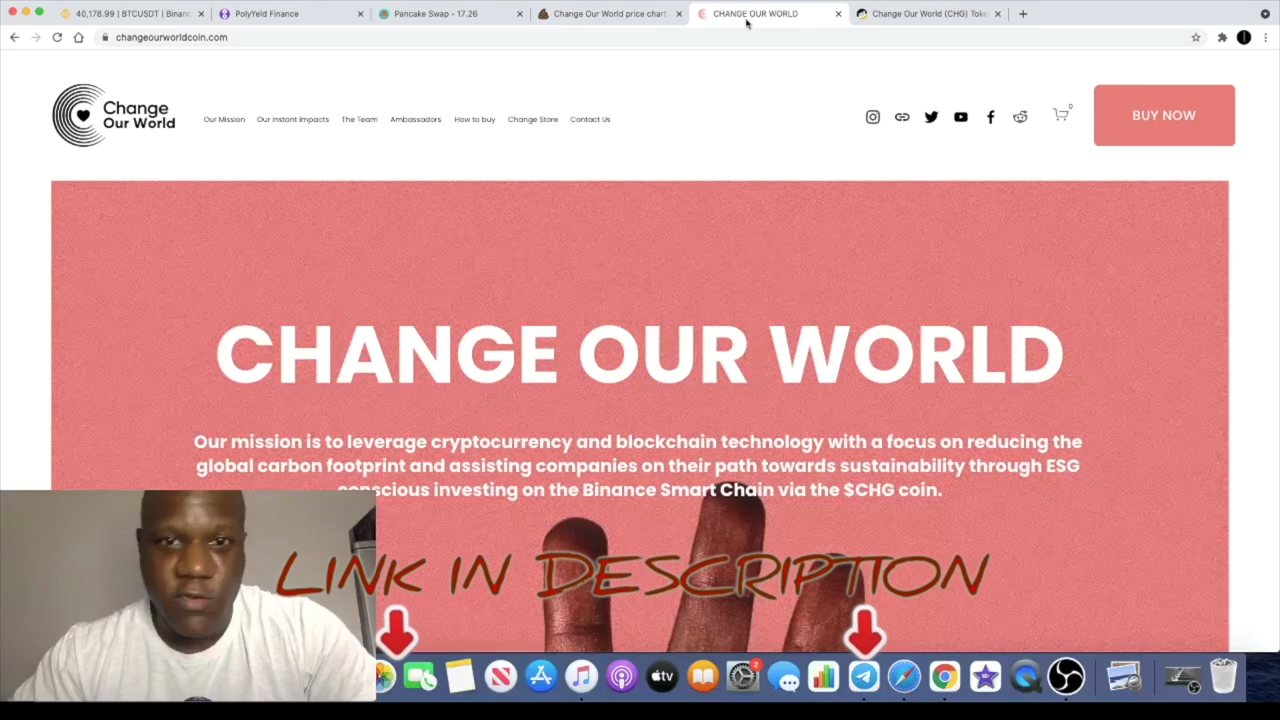 40,178.99 | BTCUSDT | Binanc
PolyYeld Finance
Pancake Swap - 17.26
Change Our World price chart
CHANGE OUR WORLD
Change Our World (CHG) Toke
changeourworldcoin.com
Change
Our World
Our Mission
Our Instant Impacts
The Team
Ambassadors
How to buy
Change Store
Contact Us
0
BUY NOW
CHANGE OUR WORLD
Our mission is to leverage cryptocurrency and blockchain technology with a focus on reducing the
global carbon footprint and assisting companies on their path towards sustainability through ESG
conscious investing on the Binance Smart Chain via the $CHG coin.
LINK IN DESCRIPTION
tv
2